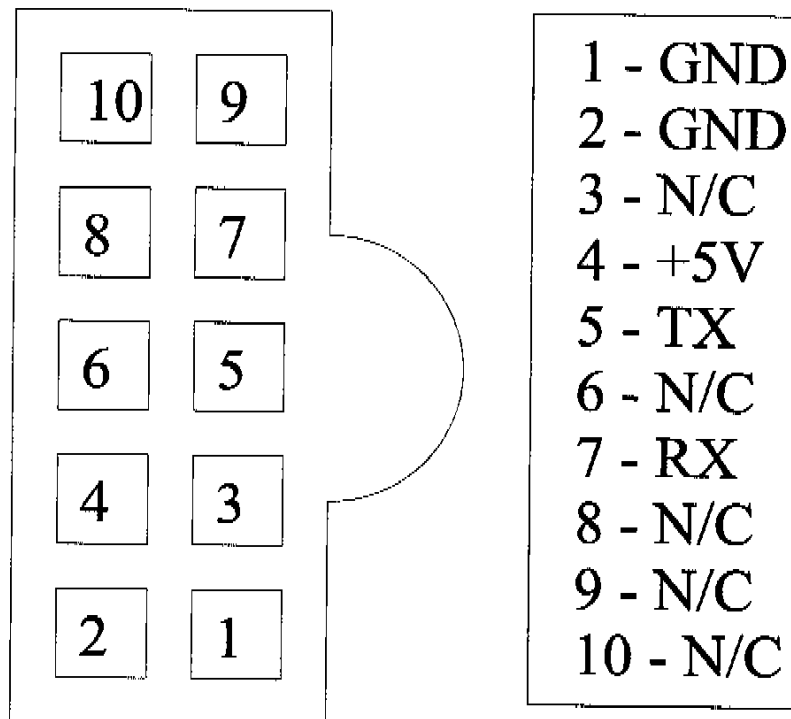 10 9
8 7
6 5
4 3
2 1
1 - GND
2 - GND
3 - N/C
4 - +5V
5 - TX
6 - N/C
7 - RX
8 - N/C
9 - N/C
10 - N/C